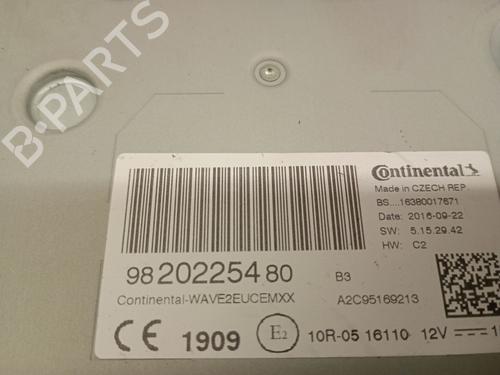 B-PARTS
Continental
Made in CZECH REP
BS....16380017671
Date: 2016-09-22
SW: 5.15.29.42
HW: C2
98 202254 80
B3
Continental-WAVE2EUCEMXX
A2C95169213
CE 1909 E2 10R-05 16110 12V